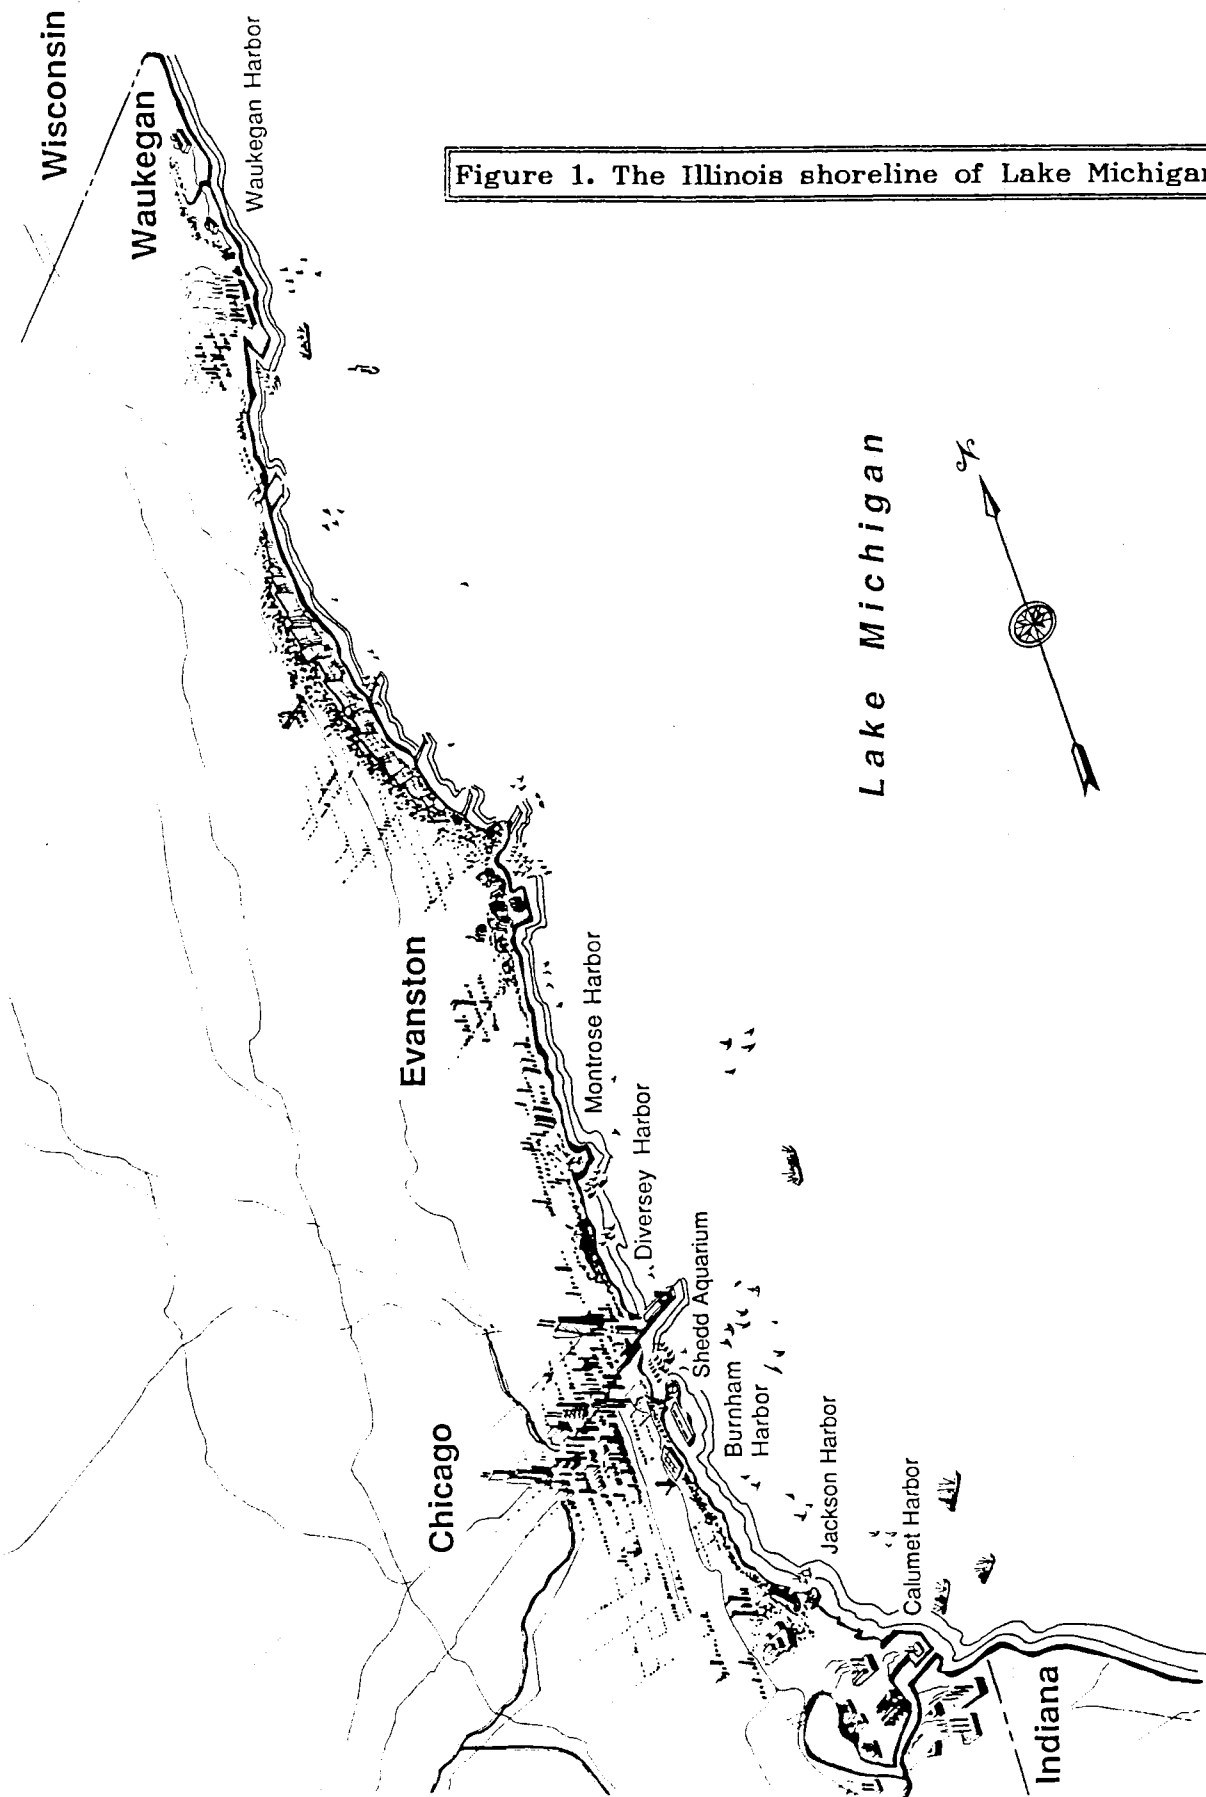 Wisconsin
Waukegan
Waukegan Harbor
Figure 1. The Illinois shoreline of Lake Michigan
Lake Michigan
N
Evanston
Montrose Harbor
Diversey Harbor
Shedd Aquarium
Burnham
Harbor
Chicago
Jackson Harbor
Calumet Harbor
Indiana